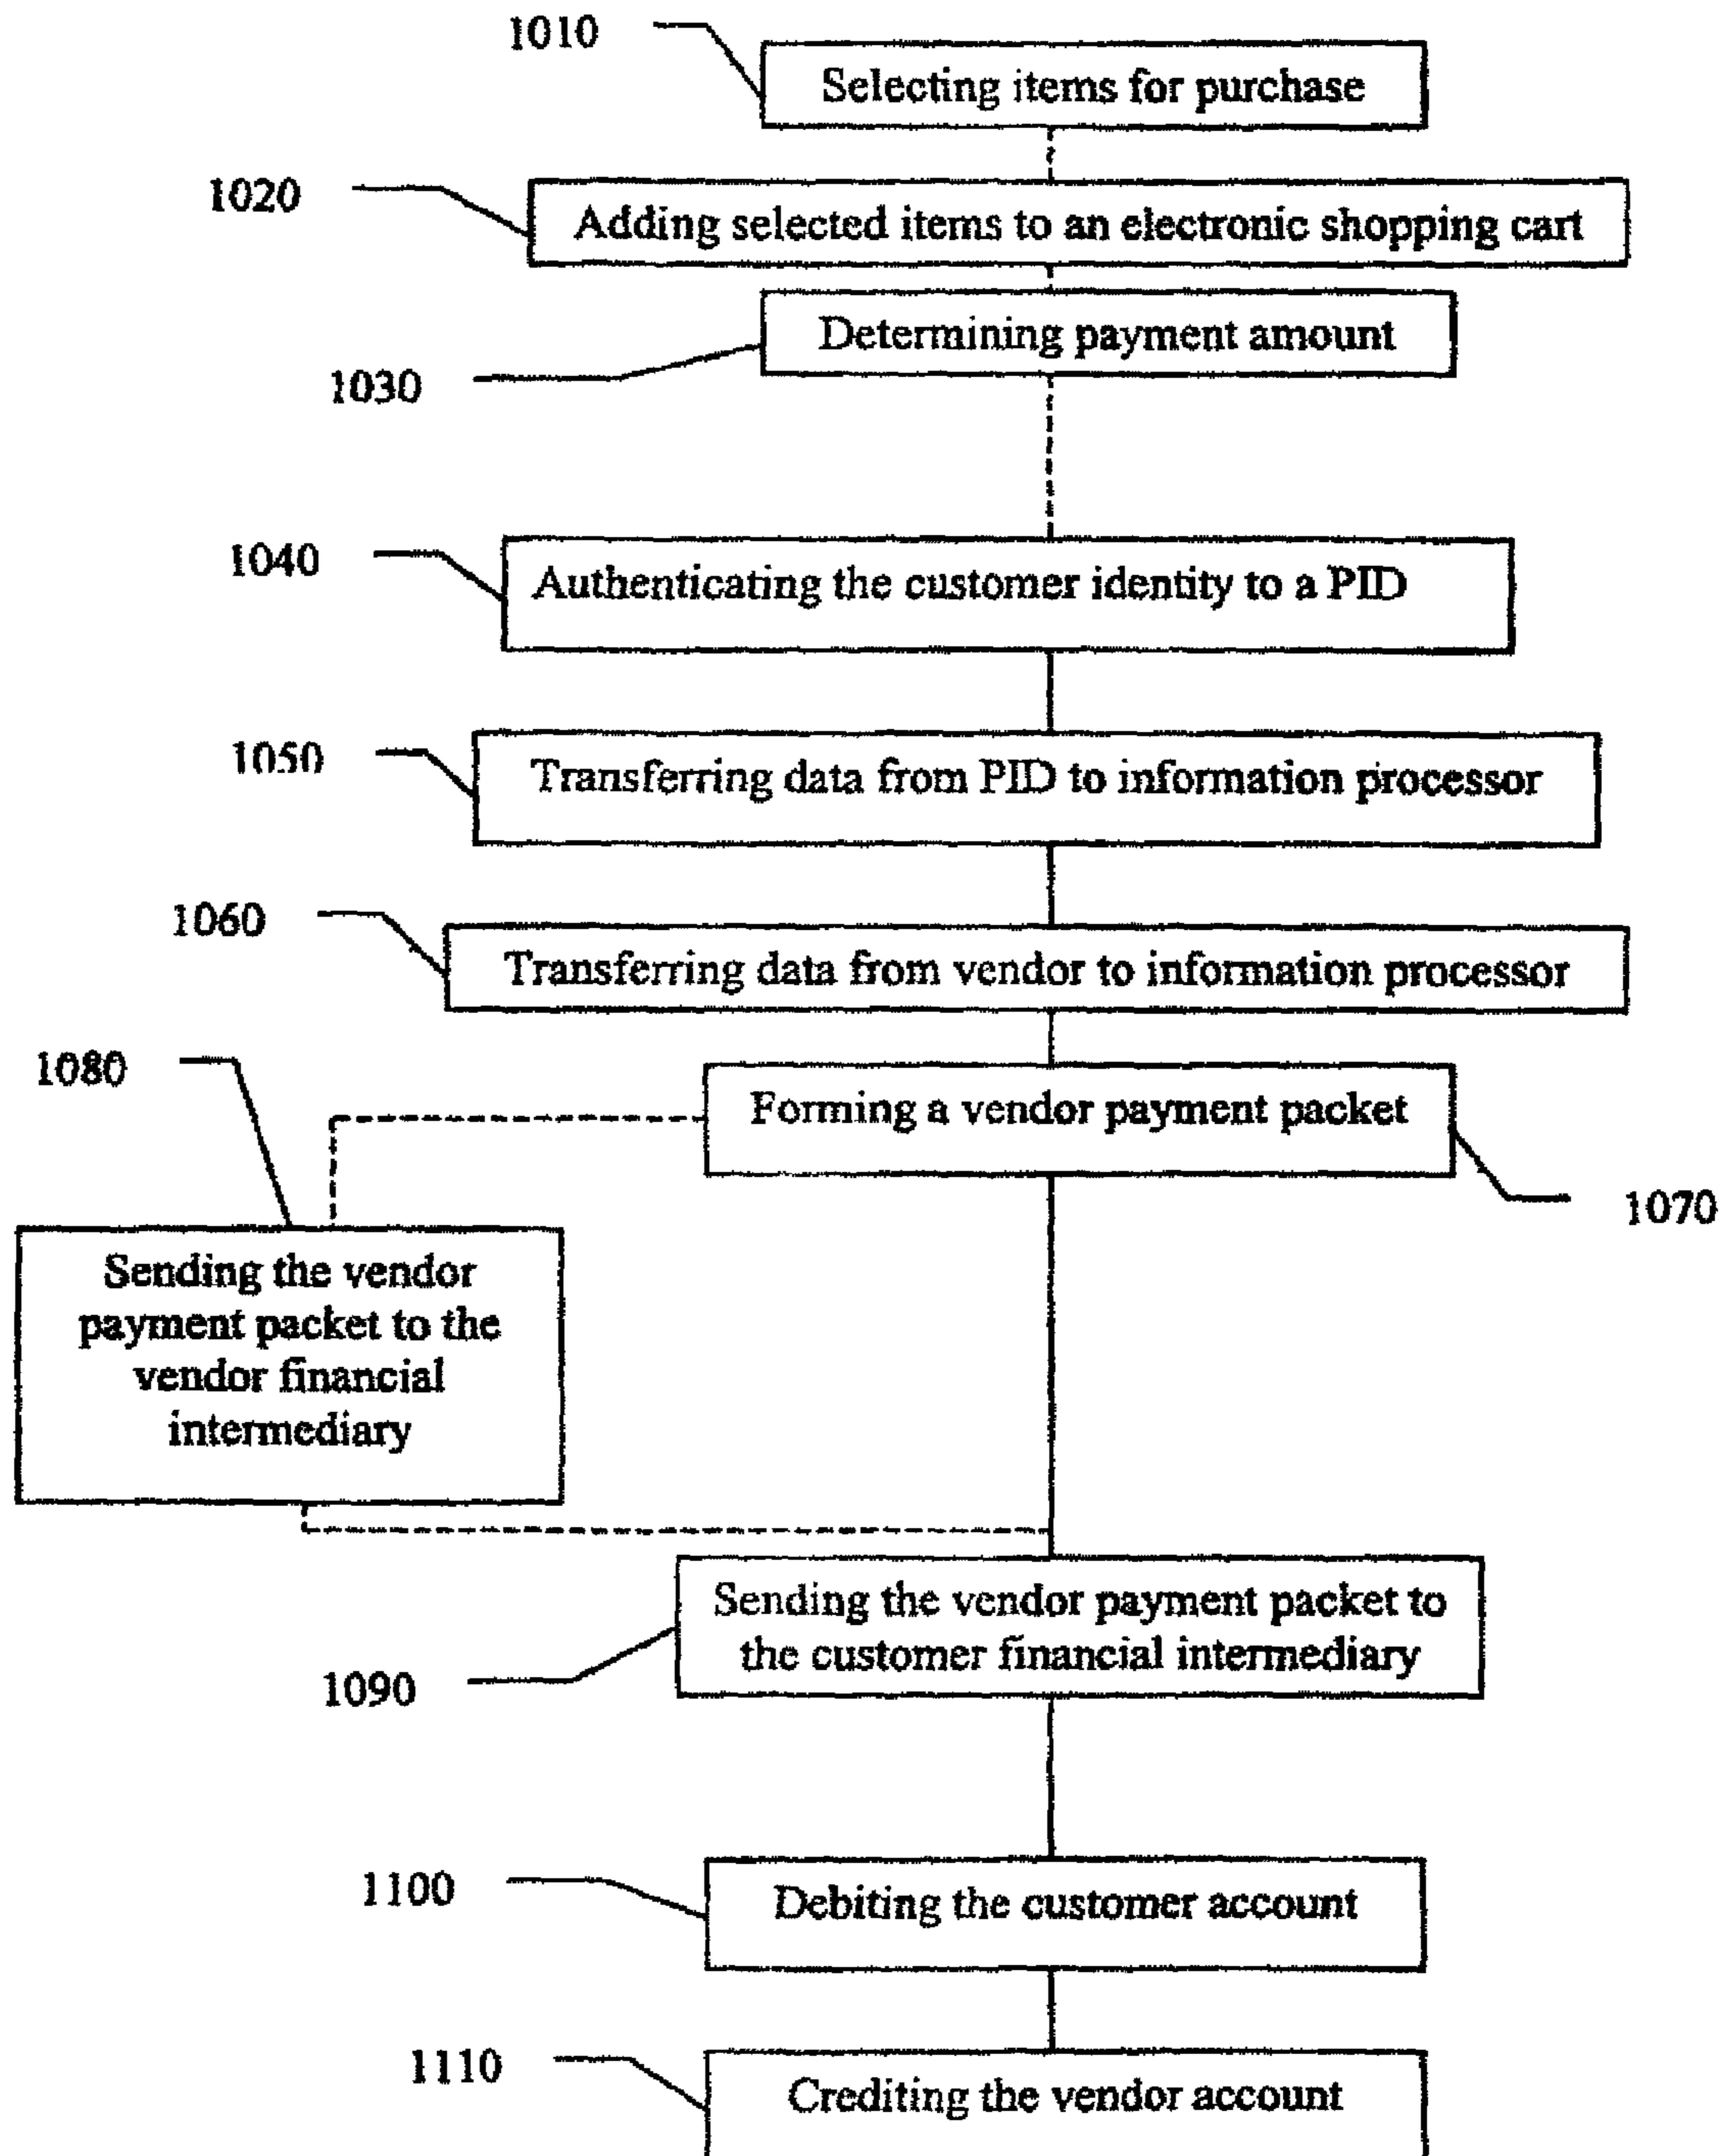 1010
Selecting items for purchase
1020
Adding selected items to an electronic shopping cart
Determining payment amount
1030
1040
Authenticating the customer identity to a PID
1050
Transferring data from PID to information processor
1060
Transferring data from vendor to information processor
1080
Forming a vendor payment packet
1070
Sending the vendor
payment packet to the
vendor financial
intermediary
Sending the vendor payment packet to
the customer financial intermediary
1090
1100
Debiting the customer account
1110
Crediting the vendor account